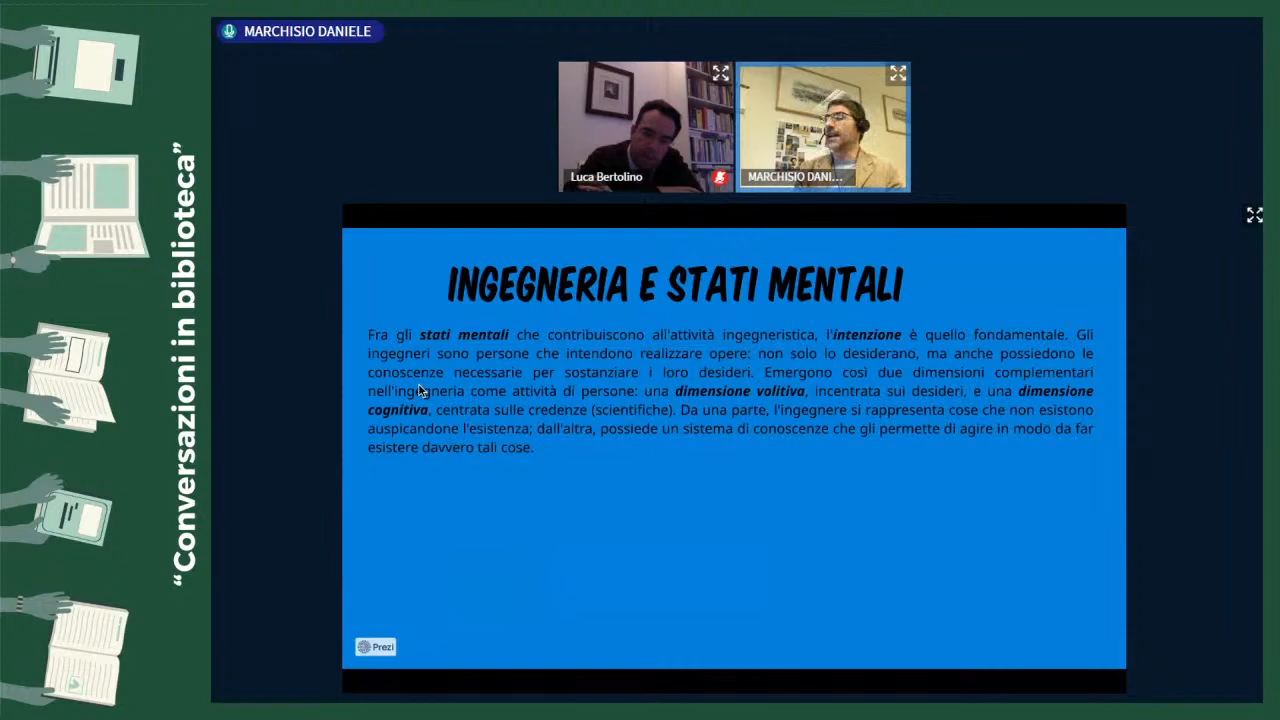 MARCHISIO DANIELE
Luca Bertolino
MARCHISIO DANI...
"Conversazioni in biblioteca"
INGEGNERIA E STATI MENTALI
Fra gli stati mentali che contribuiscono all'attività ingegneristica, l'intenzione è quello fondamentale. Gli
ingegneri sono persone che intendono realizzare opere: non solo lo desiderano, ma anche possiedono le
conoscenze necessarie per sostanziare i loro desideri. Emergono così due dimensioni complementari
nell'ingegneria come attività di persone: una dimensione volitiva, incentrata sui desideri, e una dimensione
cognitiva, centrata sulle credenze (scientifiche). Da una parte, l'ingegnere si rappresenta cose che non esistono
auspicandone l'esistenza; dall'altra, possiede un sistema di conoscenze che gli permette di agire in modo da far
esistere davvero tali cose.
Prezi